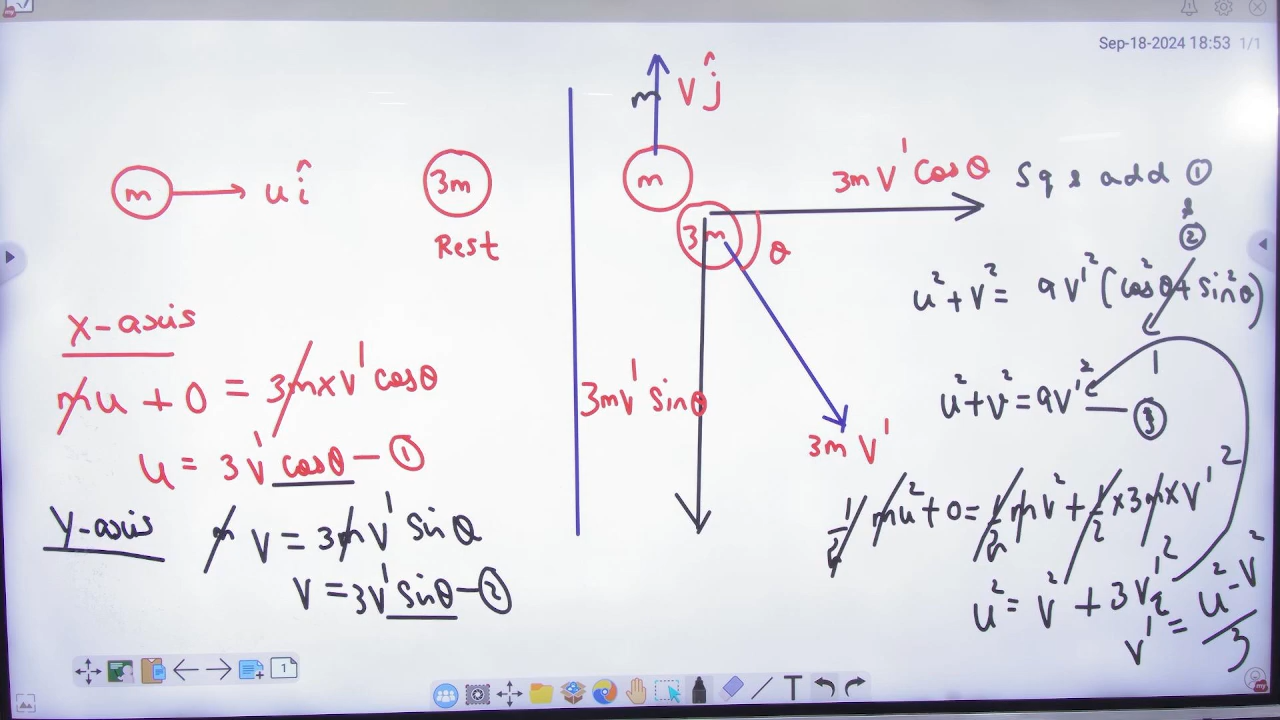 Sep-18-2024 18:53 1/1
m
u î
3m
Rest
m
V ĵ
m
3m
θ
3mV' cosθ
3mV' sinθ
3mV'
X-axis
mu + 0 = 3m×V' cosθ
u = 3V' cosθ - ①
Y-axis
m V = 3mV' sinθ
V = 3V' sinθ - ②
Sq & add ①
&
②
u² + V² = 9V'² (cos²θ + sin²θ)
1
u² + V² = 9V'² - ③
1/2 mu² + 0 = 1/2 mV² + 1/2 × 3m × V'²
u² = V² + 3V'²
V'² = u² - V² / 3
1
T